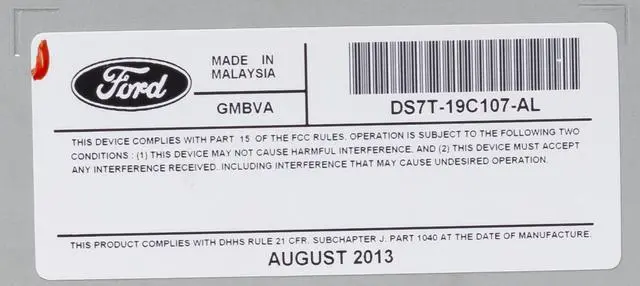 Ford
MADE IN
MALAYSIA
GMBVA
DS7T-19C107-AL
THIS DEVICE COMPLIES WITH PART 15 OF THE FCC RULES. OPERATION IS SUBJECT TO THE FOLLOWING TWO
CONDITIONS : (1) THIS DEVICE MAY NOT CAUSE HARMFUL INTERFERENCE, AND (2) THIS DEVICE MUST ACCEPT
ANY INTERFERENCE RECEIVED, INCLUDING INTERFERENCE THAT MAY CAUSE UNDESIRED OPERATION.
THIS PRODUCT COMPLIES WITH DHHS RULE 21 CFR, SUBCHAPTER J, PART 1040 AT THE DATE OF MANUFACTURE.
AUGUST 2013